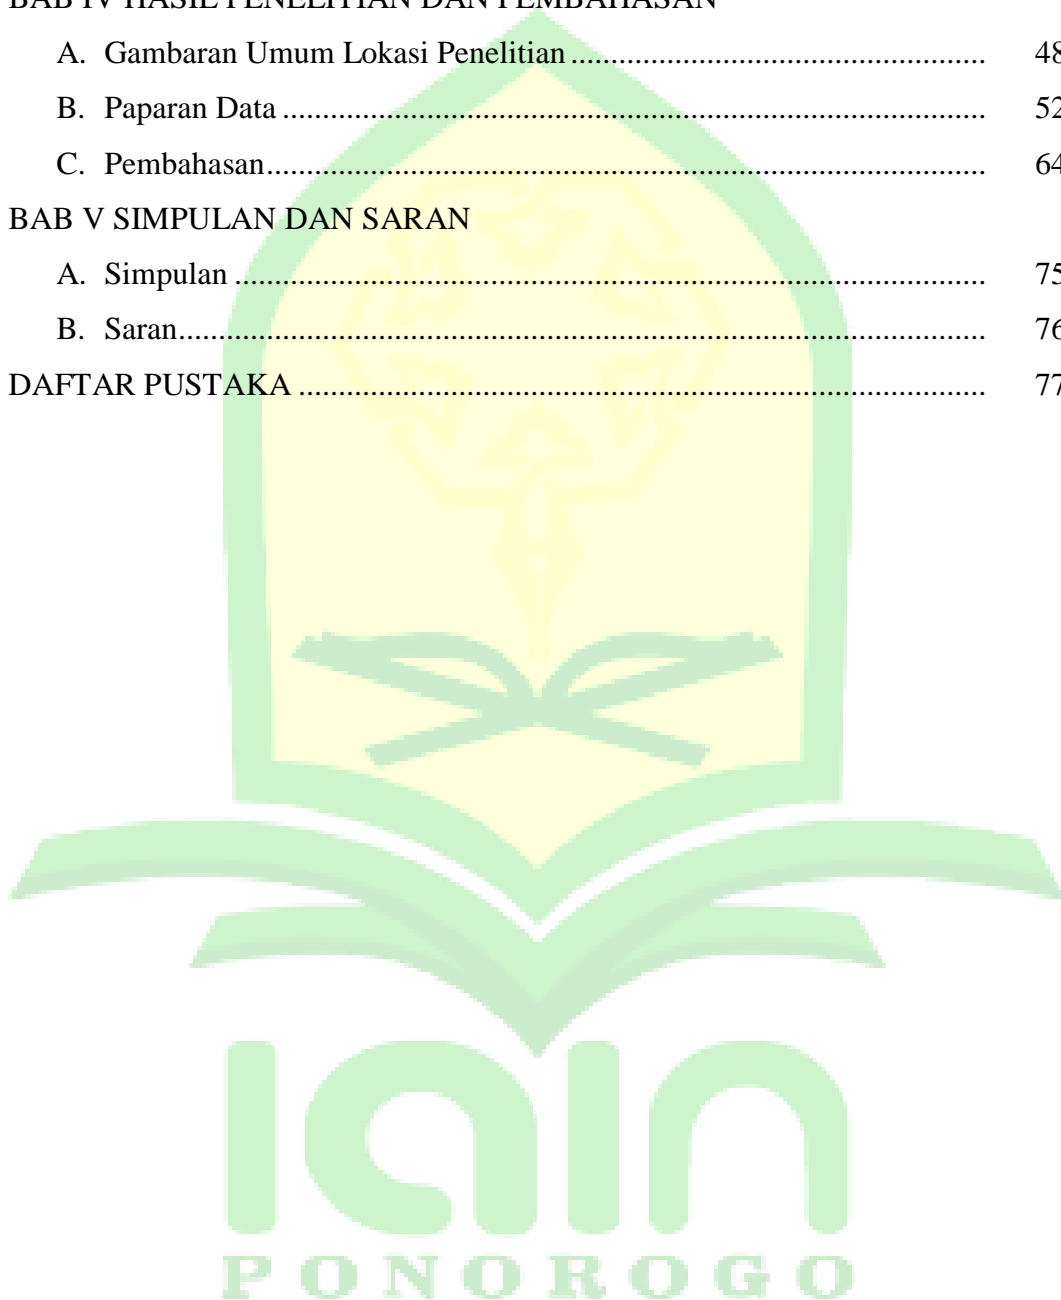 BAB IV HASIL PENELITIAN DAN PEMBAHASAN
A. Gambaran Umum Lokasi Penelitian ................................................... 48
B. Paparan Data ...................................................................................... 52
C. Pembahasan........................................................................................ 64
BAB V SIMPULAN DAN SARAN
A. Simpulan ............................................................................................ 75
B. Saran................................................................................................... 76
DAFTAR PUSTAKA .................................................................................... 77
iain
PONOROGO